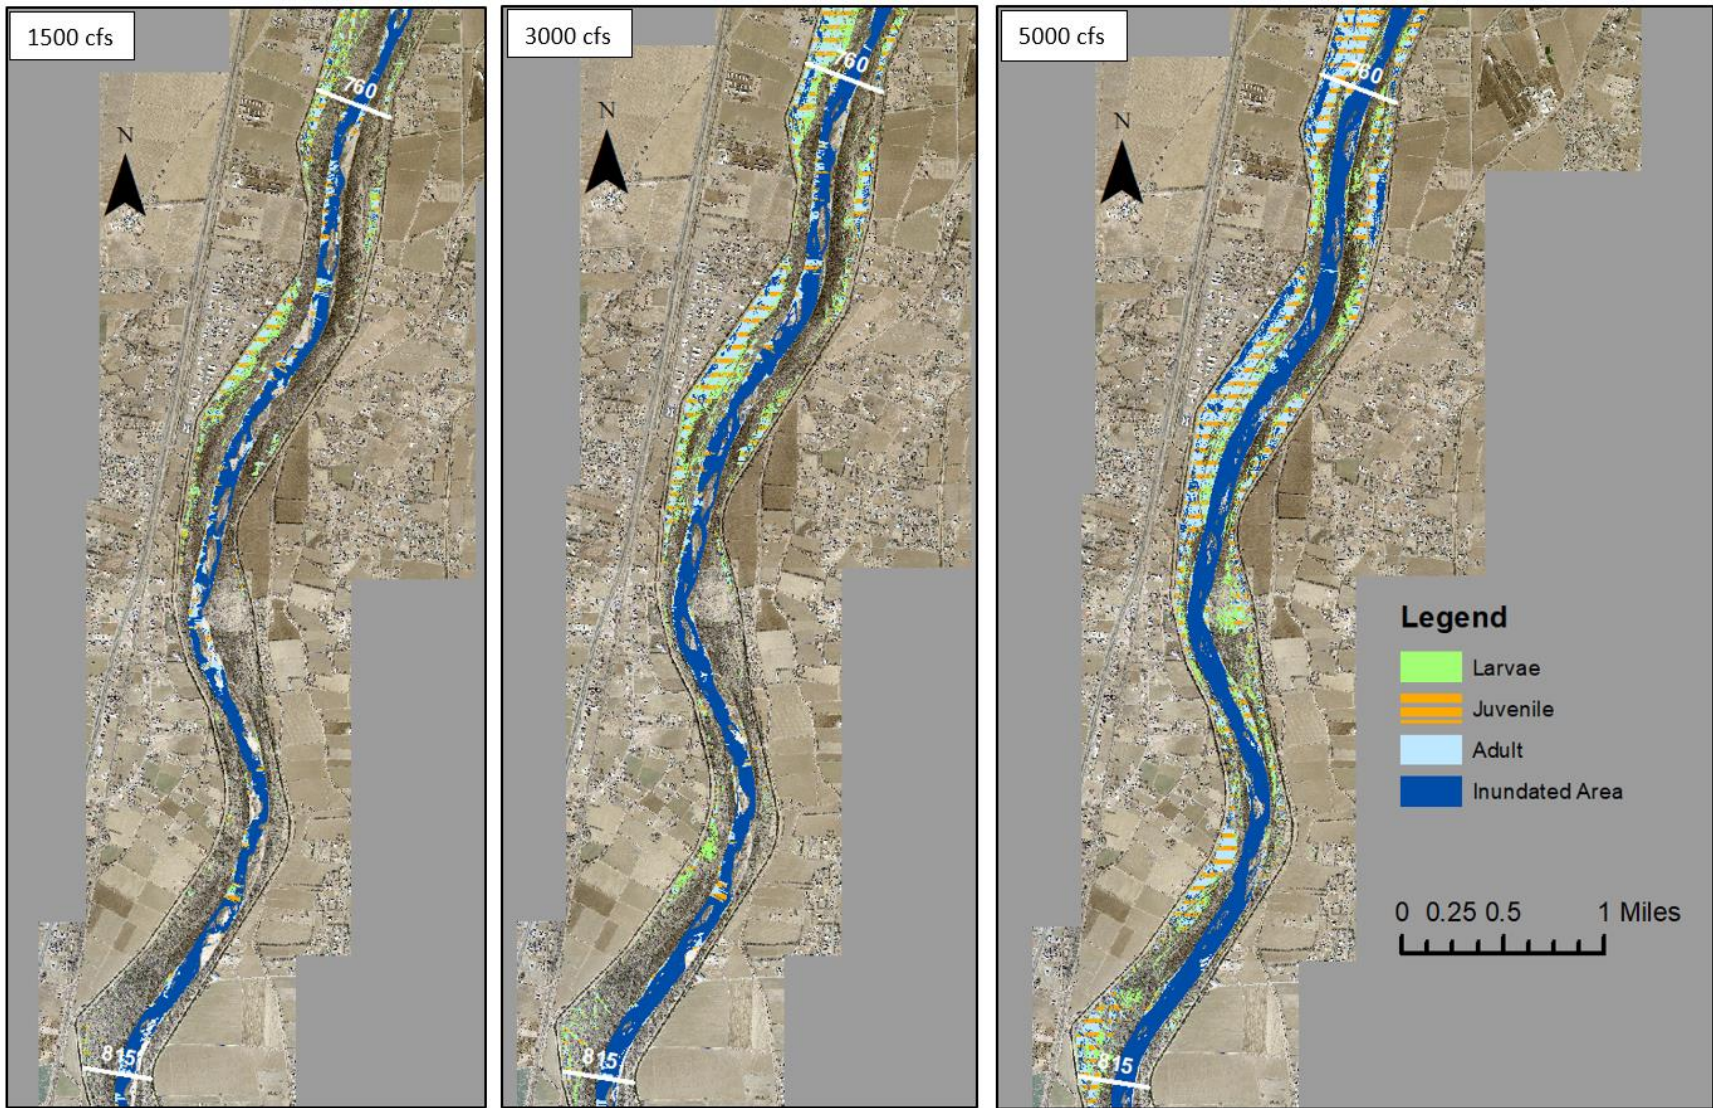 1500 cfs
3000 cfs
5000 cfs
760
760
760
N
N
N
Legend
Larvae
Juvenile
Adult
Inundated Area
0 0.25 0.5 1 Miles
815
815
815